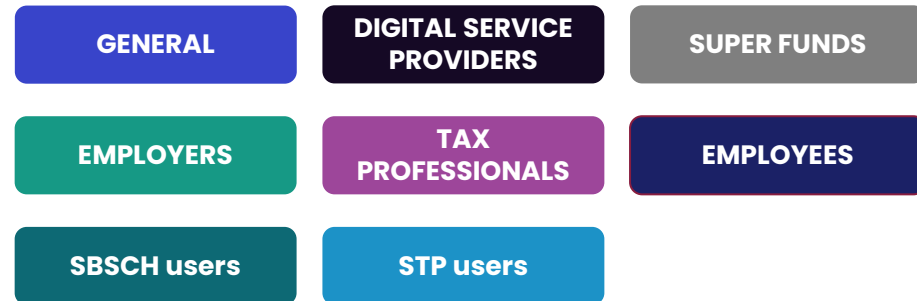 GENERAL
DIGITAL SERVICE
PROVIDERS
SUPER FUNDS
EMPLOYERS
TAX
PROFESSIONALS
EMPLOYEES
SBSCH users
STP users